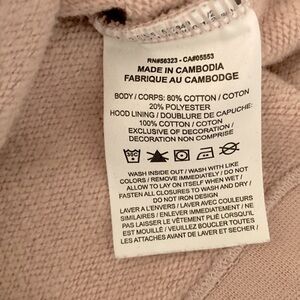 RN#56323 - CA#05553
MADE IN CAMBODIA
FABRIQUE AU CAMBODGE
BODY / CORPS: 80% COTTON / COTON
20% POLYESTER
HOOD LINING / DOUBLURE DE CAPUCHE:
100% COTTON / COTON
EXCLUSIVE OF DECORATION /
DECORATION NON COMPRISE
WASH INSIDE OUT / WASH WITH LIKE
COLORS / REMOVE IMMEDIATELY / DO NOT
ALLOW TO LAY ON ITSELF WHEN WET /
FASTEN ALL CLOSURES TO WASH AND DRY /
DO NOT IRON DESIGN
LAVER A L'ENVERS / LAVER AVEC COULEURS
SIMILAIRES / ENLEVER IMMEDIATEMENT / NE
PAS LAISSER LE VÊTEMENT PLIÉ LORSQU'IL
EST MOUILLÉ / VEUILLEZ BOUCLER TOUTES
LES ATTACHES AVANT DE LAVER ET SECHER /